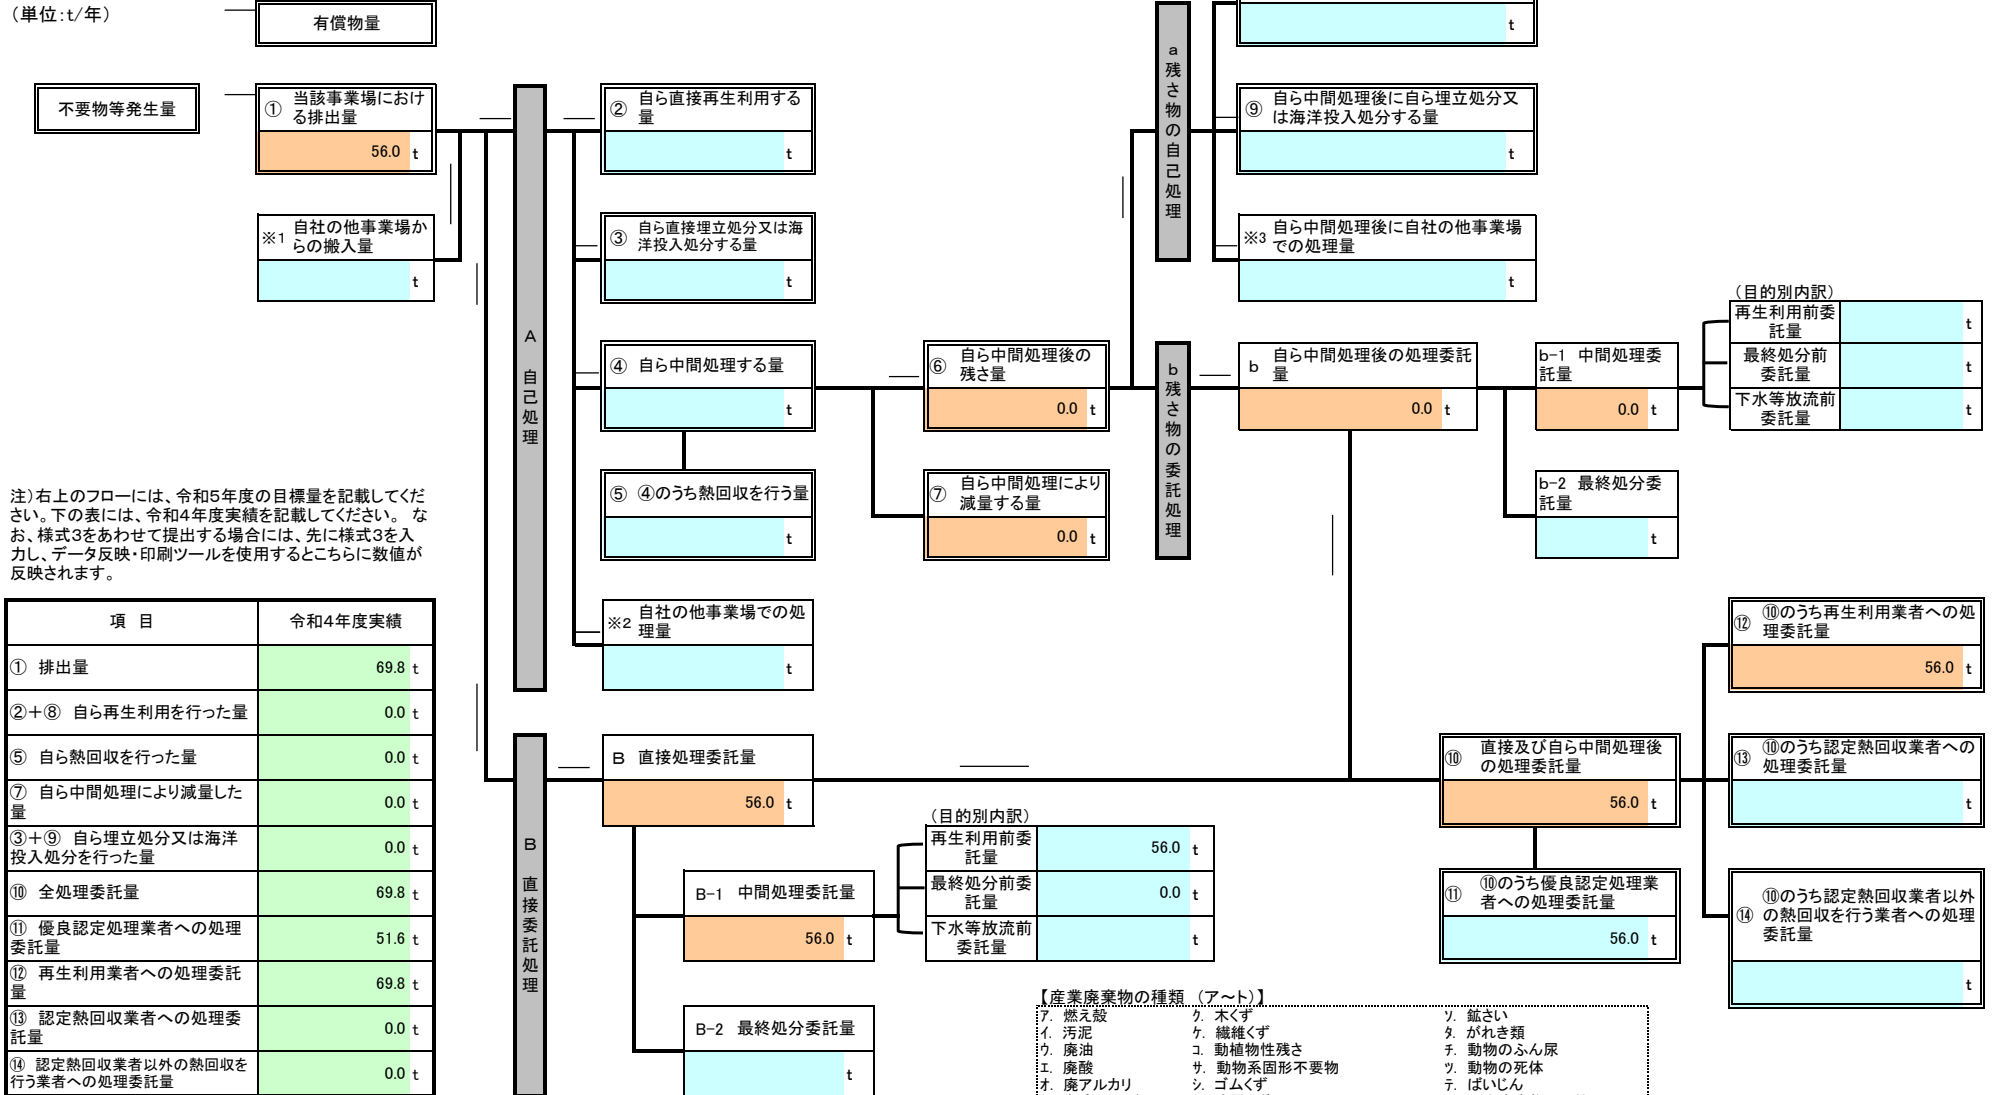 （単位:t/年）
有償物量
t
不要物等発生量
① 当該事業場におけ
る排出量
56.0 t
※1 自社の他事業場か
らの搬入量
t
A 自己処理
② 自ら直接再生利用する
量
t
③ 自ら直接埋立処分又は海
洋投入処分する量
t
④ 自ら中間処理する量
t
⑤ ④のうち熱回収を行う量
t
※2 自社の他事業場での処
理量
t
⑥ 自ら中間処理後の
残さ量
0.0 t
⑦ 自ら中間処理により
減量する量
0.0 t
a 残さ物の自己処理
⑨ 自ら中間処理後に自ら埋立処分又
は海洋投入処分する量
t
※3 自ら中間処理後に自社の他事業場
での処理量
t
b 残さ物の委託処理
b 自ら中間処理後の処理委託
量
0.0 t
b-1 中間処理委
託量
0.0 t
b-2 最終処分委
託量
t
（目的別内訳）
再生利用前委
託量
t
最終処分前
委託量
t
下水等放流前
委託量
t
注）右上のフローには、令和5年度の目標量を記載してくだ
さい。下の表には、令和4年度実績を記載してください。 な
お、様式3をあわせて提出する場合には、先に様式3を入
力し、データ反映・印刷ツールを使用するとこちらに数値が
反映されます。
項 目 令和4年度実績
① 排出量 69.8 t
②＋⑧ 自ら再生利用を行った量 0.0 t
⑤ 自ら熱回収を行った量 0.0 t
⑦ 自ら中間処理により減量した
量 0.0 t
③＋⑨ 自ら埋立処分又は海洋
投入処分を行った量 0.0 t
⑩ 全処理委託量 69.8 t
⑪ 優良認定処理業者への処理
委託量 51.6 t
⑫ 再生利用業者への処理委託
量 69.8 t
⑬ 認定熱回収業者への処理委
託量 0.0 t
⑭ 認定熱回収業者以外の熱回収を
行う業者への処理委託量 0.0 t
B 直接委託処理
B 直接処理委託量
56.0 t
B-1 中間処理委託量
56.0 t
B-2 最終処分委託量
t
（目的別内訳）
再生利用前委
託量
56.0 t
最終処分前委
託量
0.0 t
下水等放流前
委託量
t
⑩ 直接及び自ら中間処理後
の処理委託量
56.0 t
⑪ ⑩のうち優良認定処理業
者への処理委託量
56.0 t
⑫ ⑩のうち再生利用業者への処
理委託量
56.0 t
⑬ ⑩のうち認定熱回収業者への
処理委託量
t
⑭ ⑩のうち認定熱回収業者以外
の熱回収を行う業者への処理
委託量
t
【産業廃棄物の種類 （ア～ト）】
ア. 燃え殻 ク. 木くず ソ. 鉱さい
イ. 汚泥 ケ. 繊維くず タ. がれき類
ウ. 廃油 コ. 動植物性残さ チ. 動物のふん尿
エ. 廃酸 サ. 動物系固形不要物 ツ. 動物の死体
オ. 廃アルカリ シ. ゴムくず テ. ばいじん